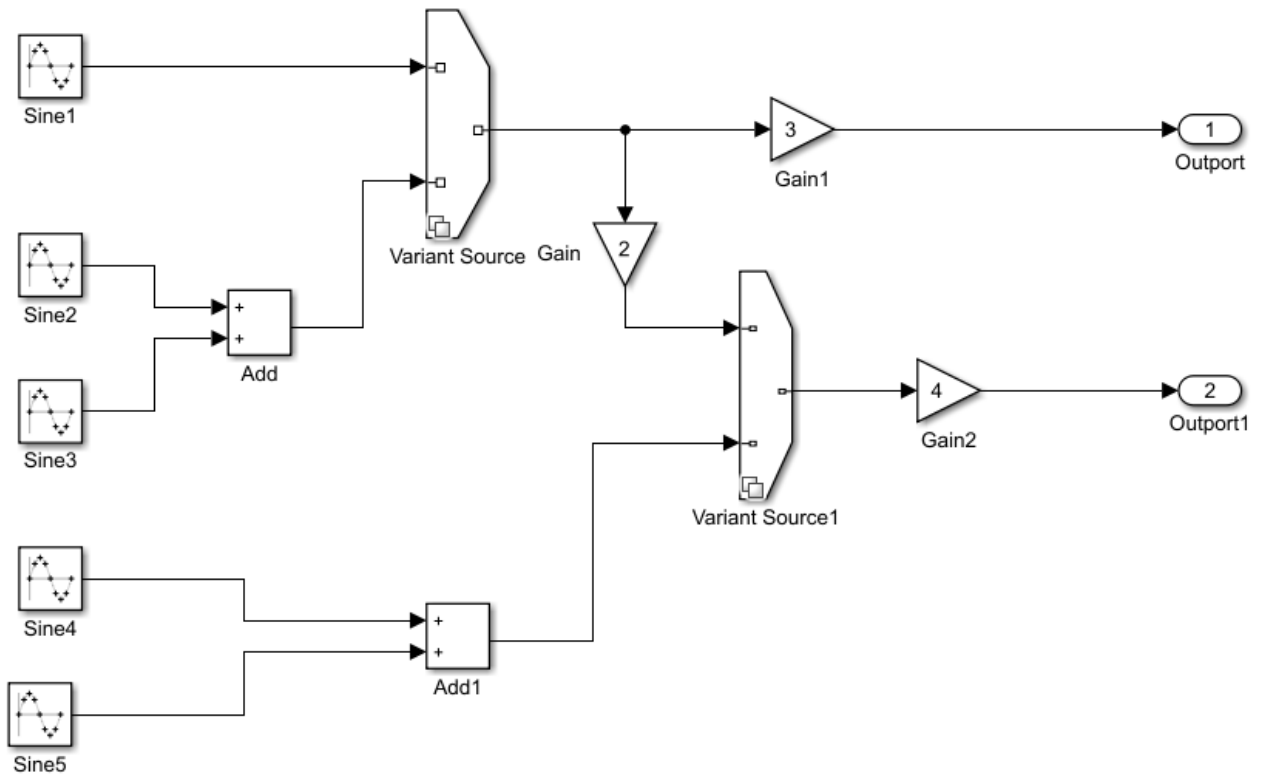 Sine1
3
1
Outport
Gain1
Variant Source
Gain
2
Sine2
+
+
Add
4
2
Outport1
Gain2
Sine3
Variant Source1
Sine4
+
+
Add1
Sine5